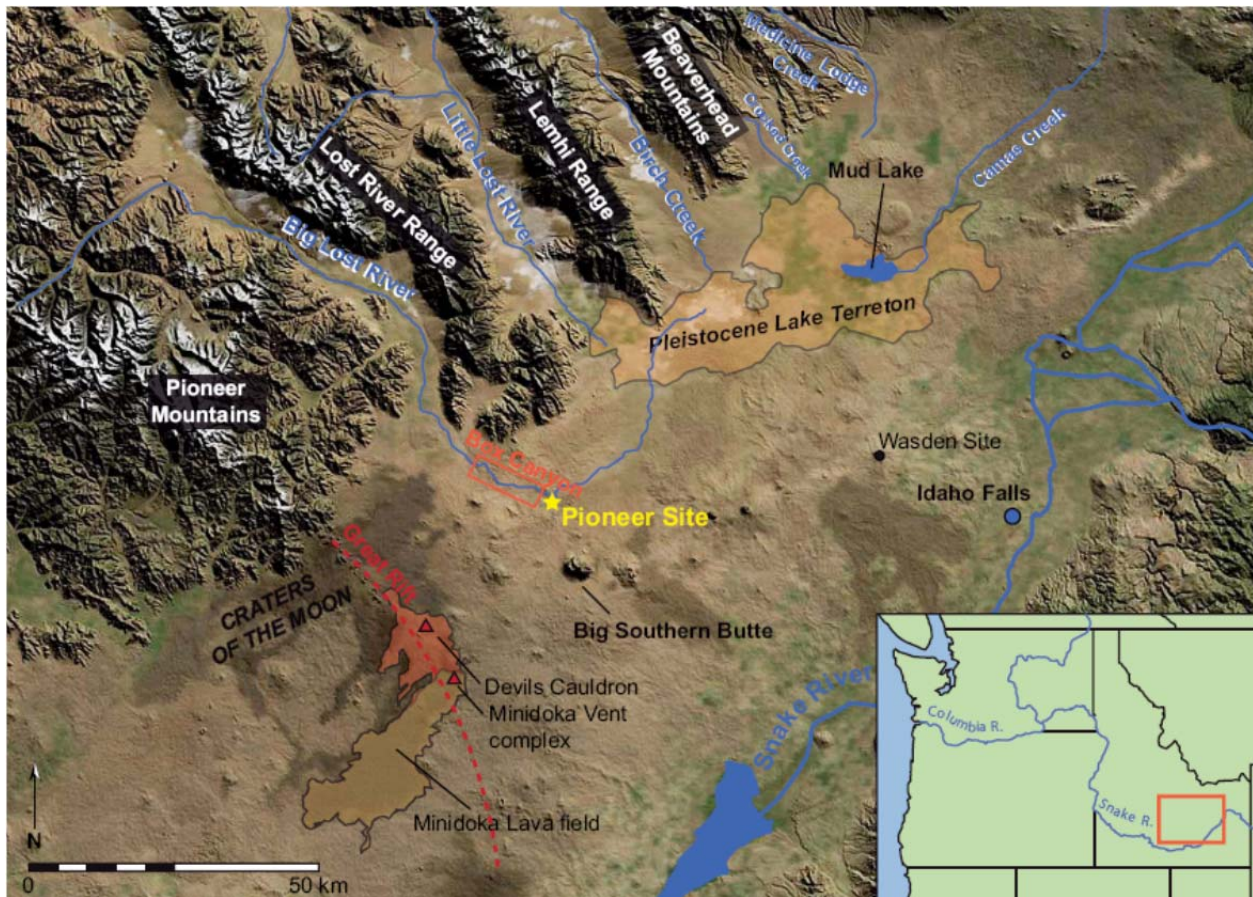 Medicine Lodge
Creek
Beaverhead
Mountains
Crooked Creek
Camas Creek
Little Lost River
Lemhi Range
Birch Creek
Mud Lake
Lost River Range
Big Lost River
Pleistocene Lake Terreton
Pioneer
Mountains
Box Canyon
Wasden Site
Idaho Falls
Pioneer Site
Great Rift
CRATERS
OF THE MOON
Big Southern Butte
Devils Cauldron
Minidoka Vent
complex
Snake River
Minidoka Lava field
N
0
50 km
Columbia R.
Snake R.